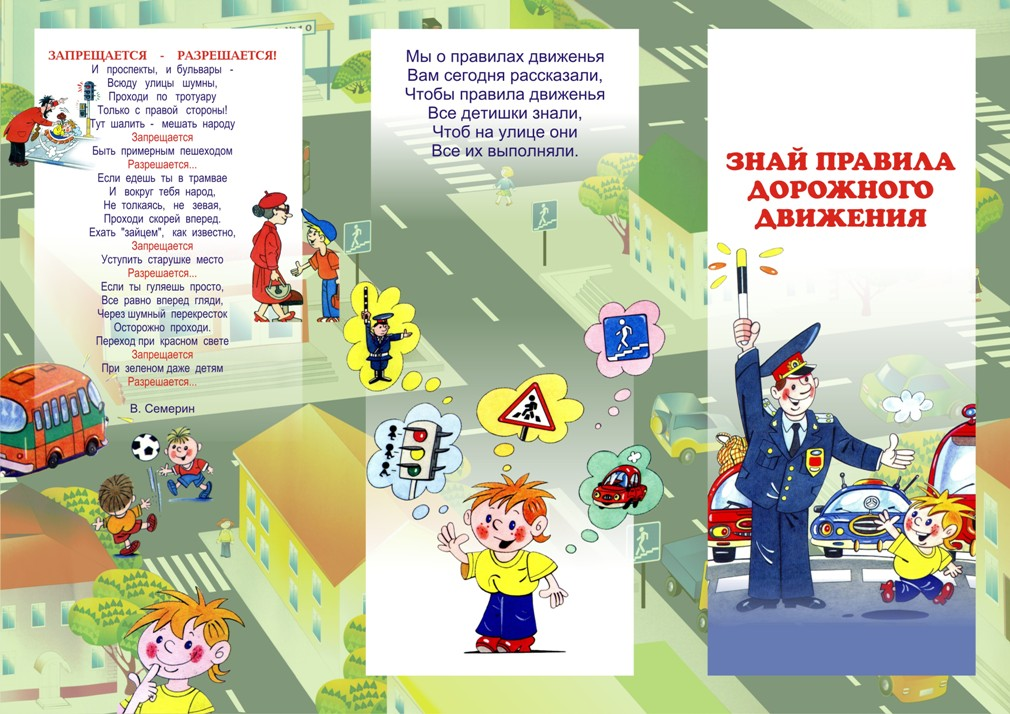 ЗАПРЕЩАЕТСЯ - РАЗРЕШАЕТСЯ!
И проспекты, и бульвары -
Всюду улицы шумны,
Проходи по тротуару
Только с правой стороны!
Тут шалить - мешать народу
Запрещается
Быть примерным пешеходом
Разрешается...
Если едешь ты в трамвае
И вокруг тебя народ,
Не толкаясь, не зевая,
Проходи скорей вперед.
Ехать "зайцем", как известно,
Запрещается
Уступить старушке место
Разрешается...
Если ты гуляешь просто,
Все равно вперед гляди,
Через шумный перекресток
Осторожно проходи.
Переход при красном свете
Запрещается
При зеленом даже детям
Разрешается...
В. Семерин
Мы о правилах движенья
Вам сегодня рассказали,
Чтобы правила движенья
Все детишки знали,
Чтоб на улице они
Все их выполняли.
ЗНАЙ ПРАВИЛА
ДОРОЖНОГО
ДВИЖЕНИЯ